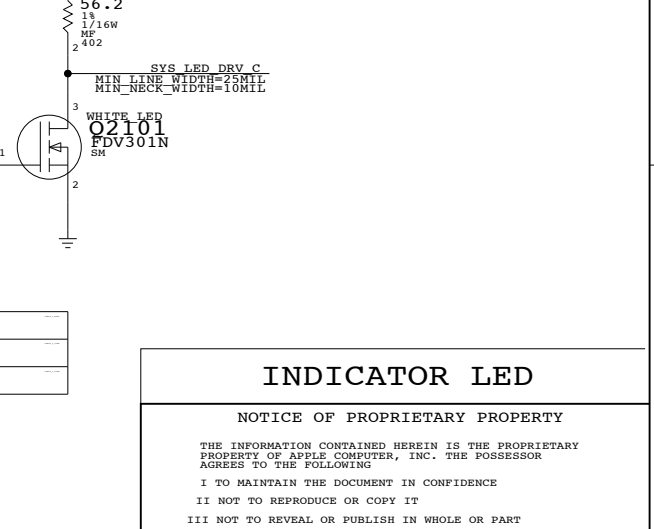 56.2
1%
1/16W
MF
402
2
SYS_LED_DRV_C
MIN_LINE_WIDTH=25MIL
MIN_NECK_WIDTH=10MIL
3
WHITE_LED
Q2101
FDV301N
SM
1
2
INDICATOR LED
NOTICE OF PROPRIETARY PROPERTY
THE INFORMATION CONTAINED HEREIN IS THE PROPRIETARY
PROPERTY OF APPLE COMPUTER, INC. THE POSSESSOR
AGREES TO THE FOLLOWING
I TO MAINTAIN THE DOCUMENT IN CONFIDENCE
II NOT TO REPRODUCE OR COPY IT
III NOT TO REVEAL OR PUBLISH IN WHOLE OR PART